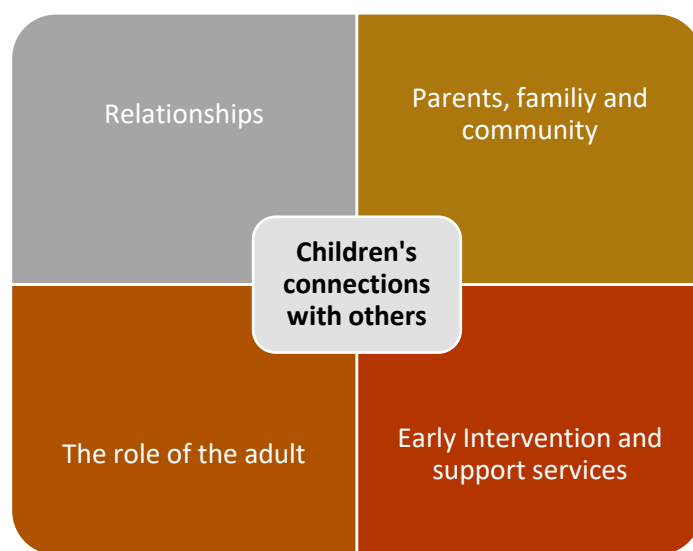 Relationships
Parents, familiy and
community
Children's
connections
with others
The role of the adult
Early Intervention and
support services